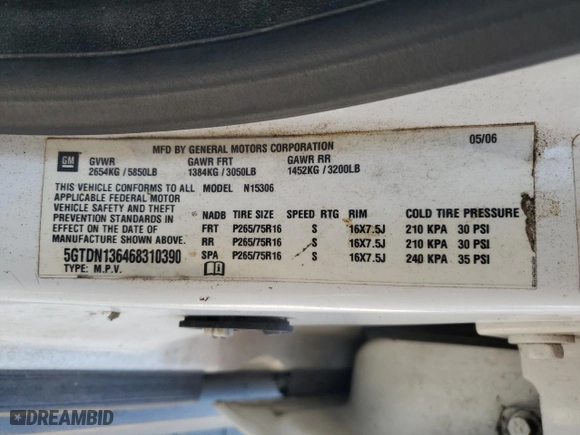 MFD BY GENERAL MOTORS CORPORATION 05/06
GM GVWR GAWR FRT GAWR RR
2654KG / 5850LB 1384KG / 3050LB 1452KG / 3200LB
THIS VEHICLE CONFORMS TO ALL MODEL N15306
APPLICABLE FEDERAL MOTOR
VEHICLE SAFETY AND THEFT
PREVENTION STANDARDS IN
EFFECT ON THE DATE OF
MANUFACTURE SHOWN ABOVE.
5GTDN136468310390
TYPE: M.P.V.
NADB TIRE SIZE SPEED RTG RIM COLD TIRE PRESSURE
FRT P265/75R16 S 16X7.5J 210 KPA 30 PSI
RR P265/75R16 S 16X7.5J 210 KPA 30 PSI
SPA P265/75R16 S 16X7.5J 240 KPA 35 PSI
DREAMBID